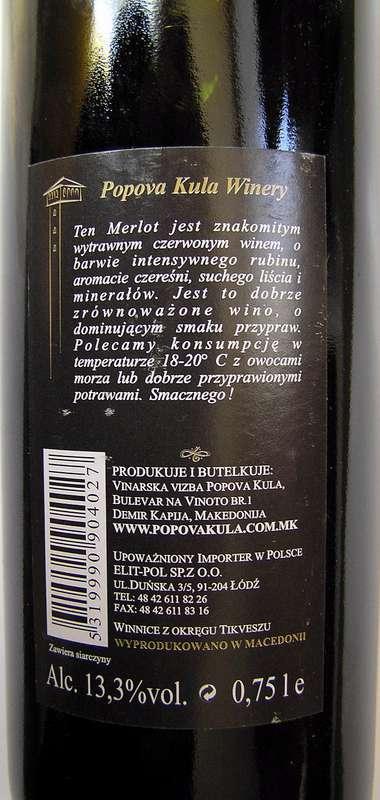 Popova Kula Winery
Ten Merlot jest znakomitym
wytrawnym czerwonym winem, o
barwie intensywnego rubinu,
aromacie czereśni, suchego liścia i
minerałów. Jest to dobrze
zrównoważone wino, o
dominującym smaku przypraw.
Polecamy konsumpcję w
temperaturze 18-20° C z owocami
morza lub dobrze przyprawionymi
potrawami. Smacznego !
PRODUKUJE I BUTELKUJE:
VINARSKA VIZBA POPOVA KULA,
BULEVAR NA VINOTO BR.1
DEMIR KAPIJA, MAKEDONIJA
WWW.POPOVAKULA.COM.MK
UPOWAŻNIONY IMPORTER W POLSCE
ELIT-POL SP.Z O.O.
UL.DUŃSKA 3/5, 91-204 ŁÓDŹ
TEL: 48 42 611 82 26
FAX: 48 42 611 83 16
WINNICE Z OKRĘGU TIKVESZU
WYPRODUKOWANO W MACEDONII
5319990904027
Zawiera siarczyny
Alc. 13,3%vol. 0,75 l e